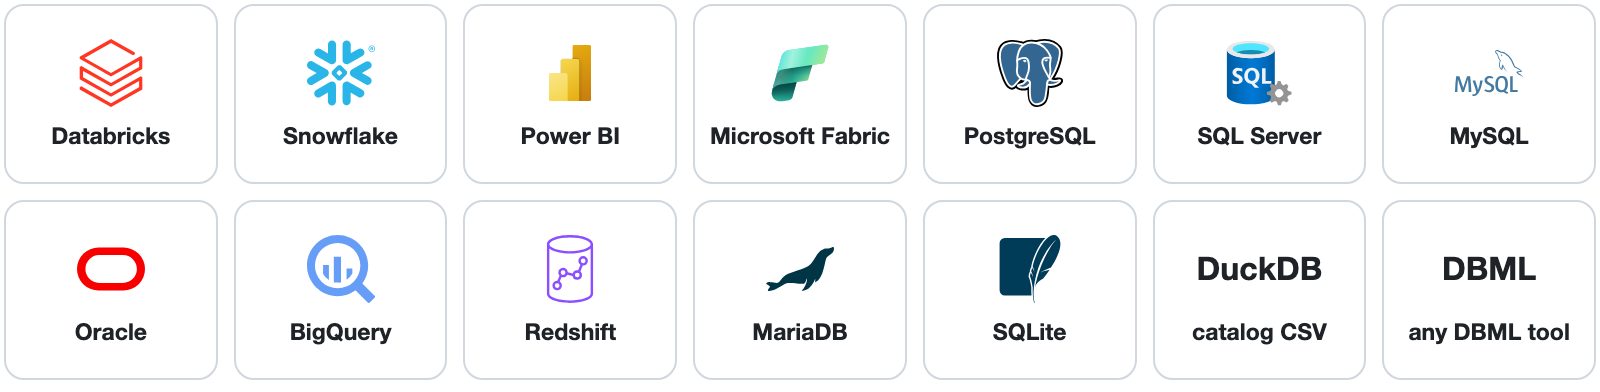 Databricks
Snowflake
Power BI
Microsoft Fabric
PostgreSQL
SQL
SQL Server
MySQL
MySQL
Oracle
BigQuery
Redshift
MariaDB
SQLite
DuckDB
catalog CSV
DBML
any DBML tool